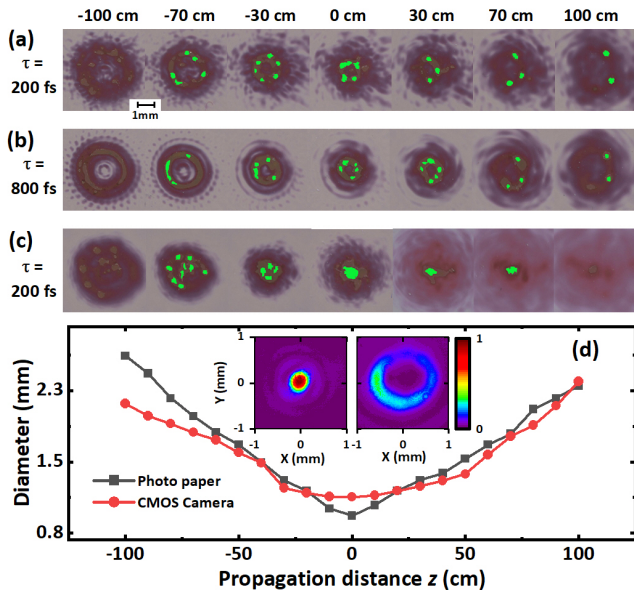 -100 cm -70 cm -30 cm 0 cm 30 cm 70 cm 100 cm
(a)
τ =
200 fs
1mm
(b)
τ =
800 fs
(c)
τ =
200 fs
(d)
1
0
Y (mm)
1
0
-1
-1 0 1
X (mm)
-1 0 1
X (mm)
Diameter (mm)
2.3
1.5
0.8
Photo paper
CMOS Camera
-100 -50 0 50 100
Propagation distance z (cm)